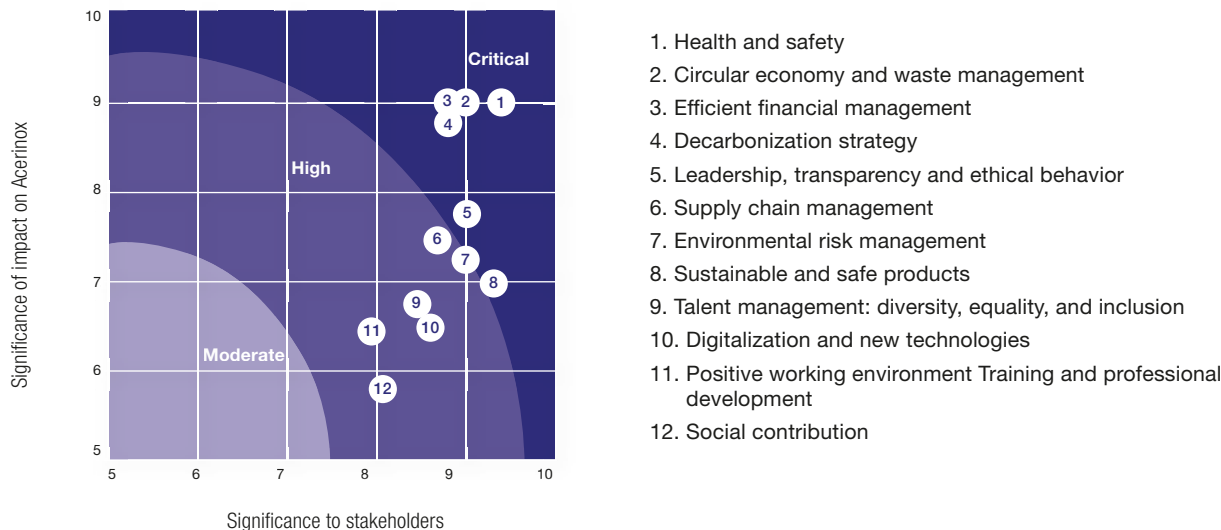 10
9
8
7
6
5
5
6
7
8
9
10
Significance of impact on Acerinox
Significance to stakeholders
Critical
High
Moderate
3
2
1
4
5
6
7
8
9
10
11
12
1. Health and safety
2. Circular economy and waste management
3. Efficient financial management
4. Decarbonization strategy
5. Leadership, transparency and ethical behavior
6. Supply chain management
7. Environmental risk management
8. Sustainable and safe products
9. Talent management: diversity, equality, and inclusion
10. Digitalization and new technologies
11. Positive working environment Training and professional
development
12. Social contribution